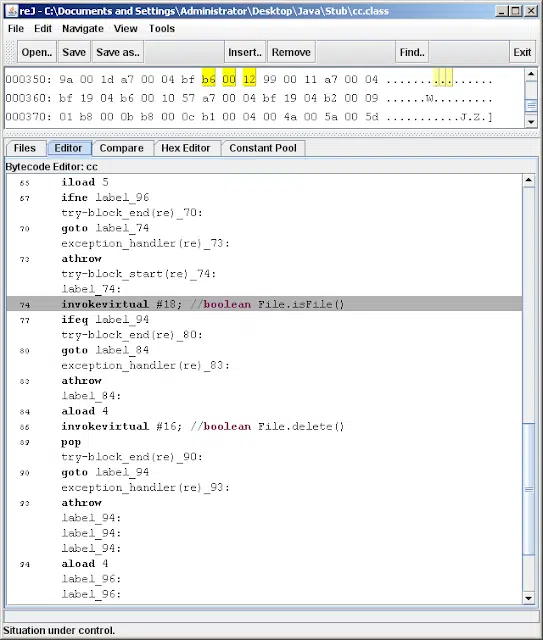 reJ - C:\Documents and Settings\Administrator\Desktop\Java\Stub\cc.class
File Edit Navigate View Tools
Open.. Save Save as.. Insert.. Remove Find.. Exit
000350: 9a 00 1d a7 00 04 bf b6 00 12 99 00 11 a7 00 04 ................
000360: bf 19 04 b6 00 10 57 a7 00 04 bf 19 04 b2 00 09 ......W.........
000370: 01 b8 00 0b b8 00 0c b1 00 04 00 4a 00 5a 00 5d ...........J.Z.]
Files Editor Compare Hex Editor Constant Pool
Bytecode Editor: cc
65 iload 5
67 ifne label_96
try-block_end(re)_70:
70 goto label_74
exception_handler(re)_73:
73 athrow
try-block_start(re)_74:
label_74:
74 invokevirtual #18; //boolean File.isFile()
77 ifeq label_94
try-block_end(re)_80:
80 goto label_84
exception_handler(re)_83:
83 athrow
label_84:
84 aload 4
86 invokevirtual #16; //boolean File.delete()
89 pop
try-block_end(re)_90:
90 goto label_94
exception_handler(re)_93:
93 athrow
label_94:
label_94:
label_94:
94 aload 4
label_96:
label_96:
Situation under control.